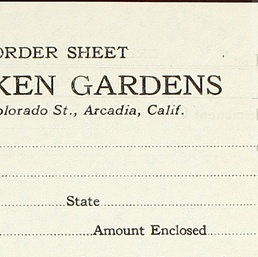 ORDER SHEET
KEN GARDENS
olorado St., Arcadia, Calif.
State
Amount Enclosed